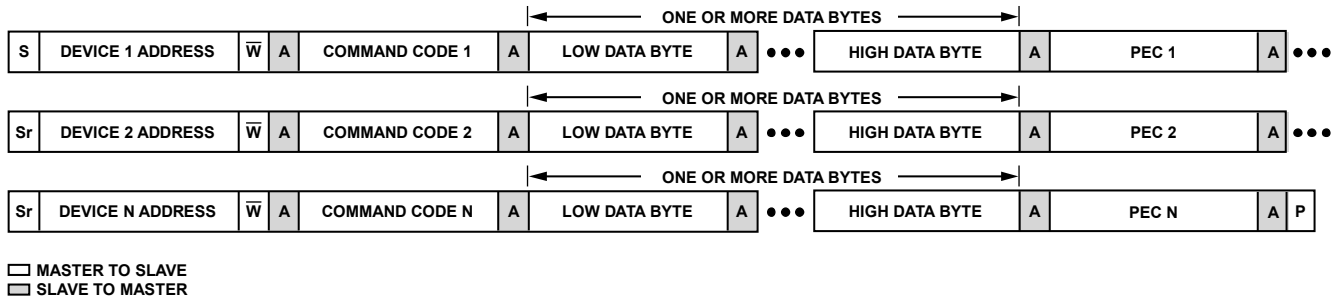 ONE OR MORE DATA BYTES
S DEVICE 1 ADDRESS W̅ A COMMAND CODE 1 A LOW DATA BYTE A ••• HIGH DATA BYTE A PEC 1 A •••
ONE OR MORE DATA BYTES
Sr DEVICE 2 ADDRESS W̅ A COMMAND CODE 2 A LOW DATA BYTE A ••• HIGH DATA BYTE A PEC 2 A •••
ONE OR MORE DATA BYTES
Sr DEVICE N ADDRESS W̅ A COMMAND CODE N A LOW DATA BYTE A ••• HIGH DATA BYTE A PEC N A P
MASTER TO SLAVE
SLAVE TO MASTER